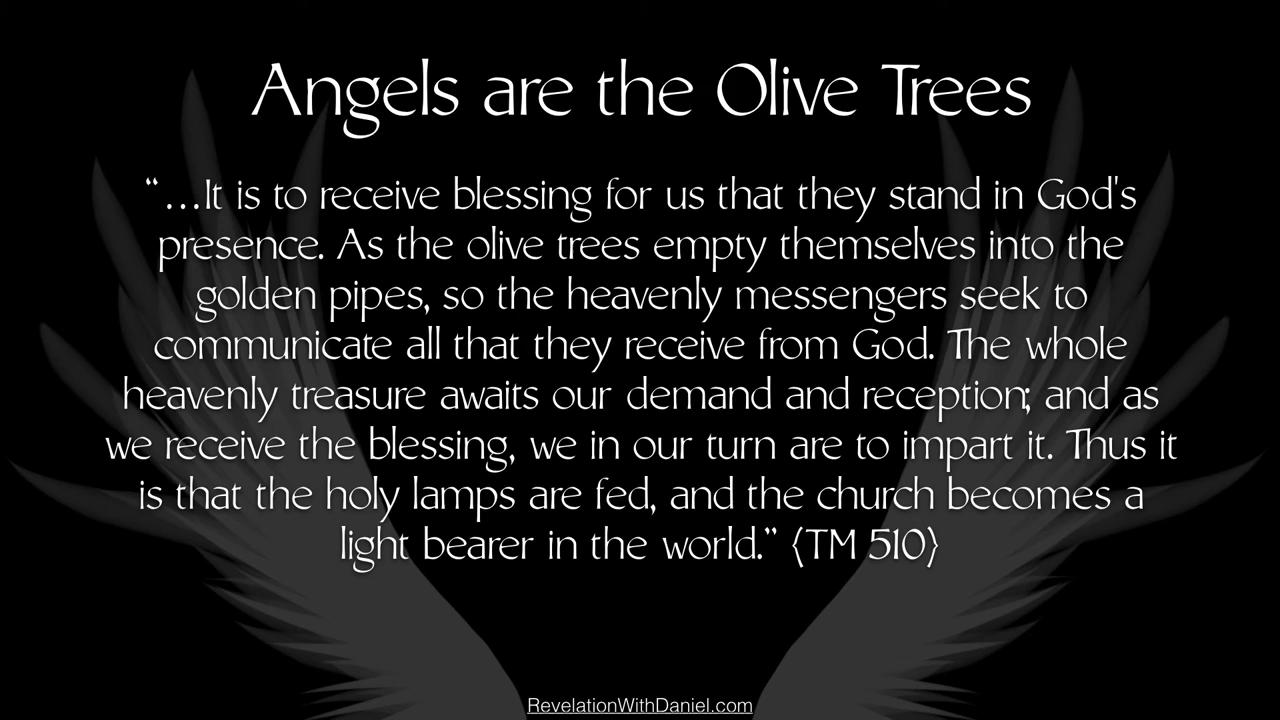 Angels are the Olive Trees
“…It is to receive blessing for us that they stand in God's
presence. As the olive trees empty themselves into the
golden pipes, so the heavenly messengers seek to
communicate all that they receive from God. The whole
heavenly treasure awaits our demand and reception; and as
we receive the blessing, we in our turn are to impart it. Thus it
is that the holy lamps are fed, and the church becomes a
light bearer in the world.” {TM 510}
RevelationWithDaniel.com